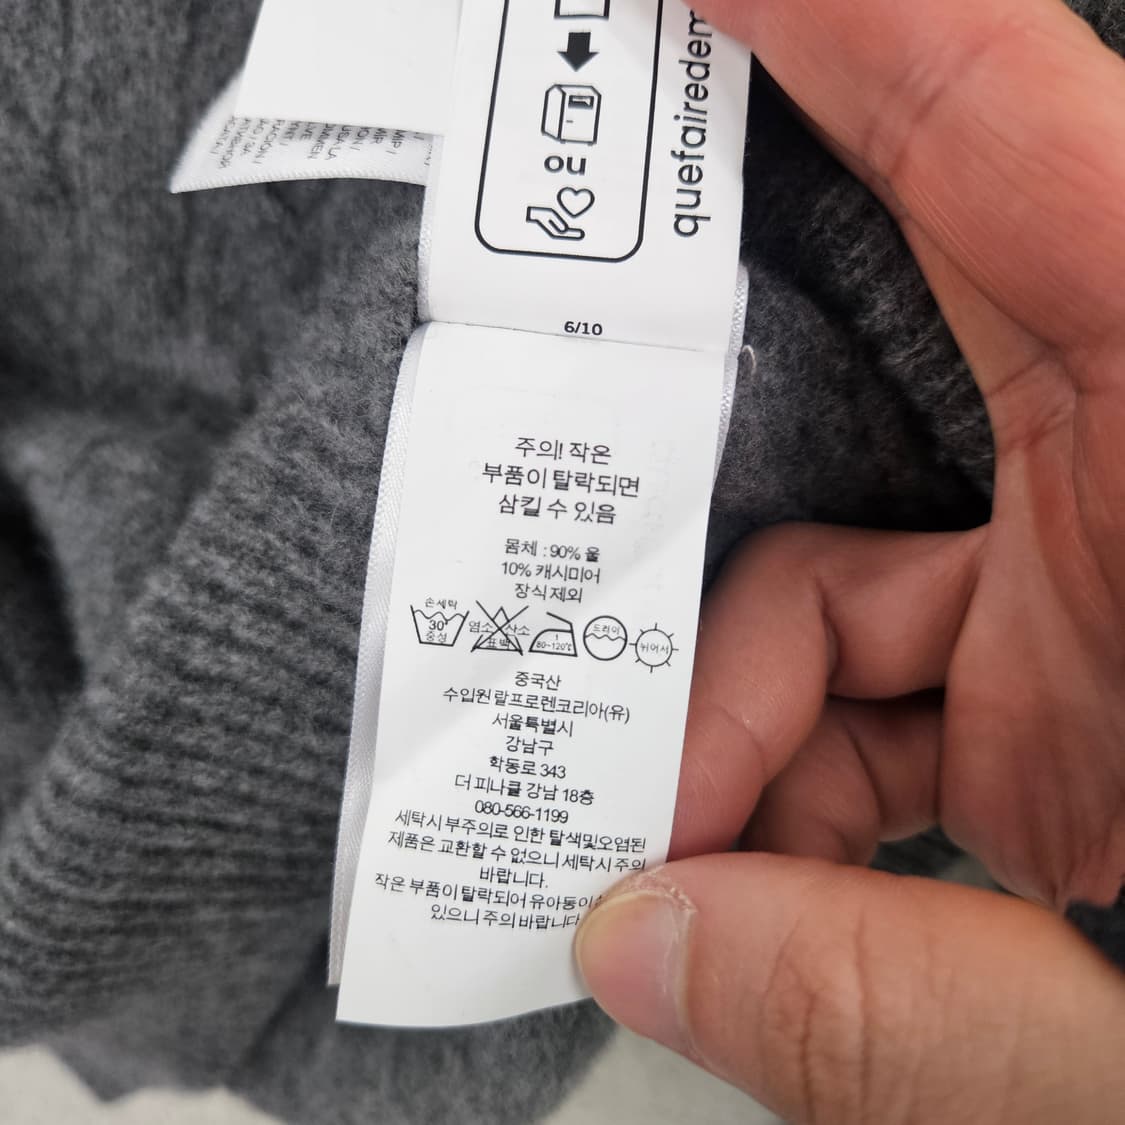 ou
quefairedem
6/10
주의! 작은
부품이 탈락되면
삼킬 수 있음
몸체 : 90% 울
10% 캐시미어
장식제외
손세탁
30°
중성
염소 산소
표백
1
80~120℃
드라이
뉘어서
중국산
수입원 랄프로렌코리아(유)
서울특별시
강남구
학동로 343
더 피나클 강남 18층
080-566-1199
세탁시 부주의로 인한 탈색및오염된
제품은 교환할 수 없으니 세탁시 주의
바랍니다.
작은 부품이 탈락되어 유아동이
있으니 주의 바랍니다